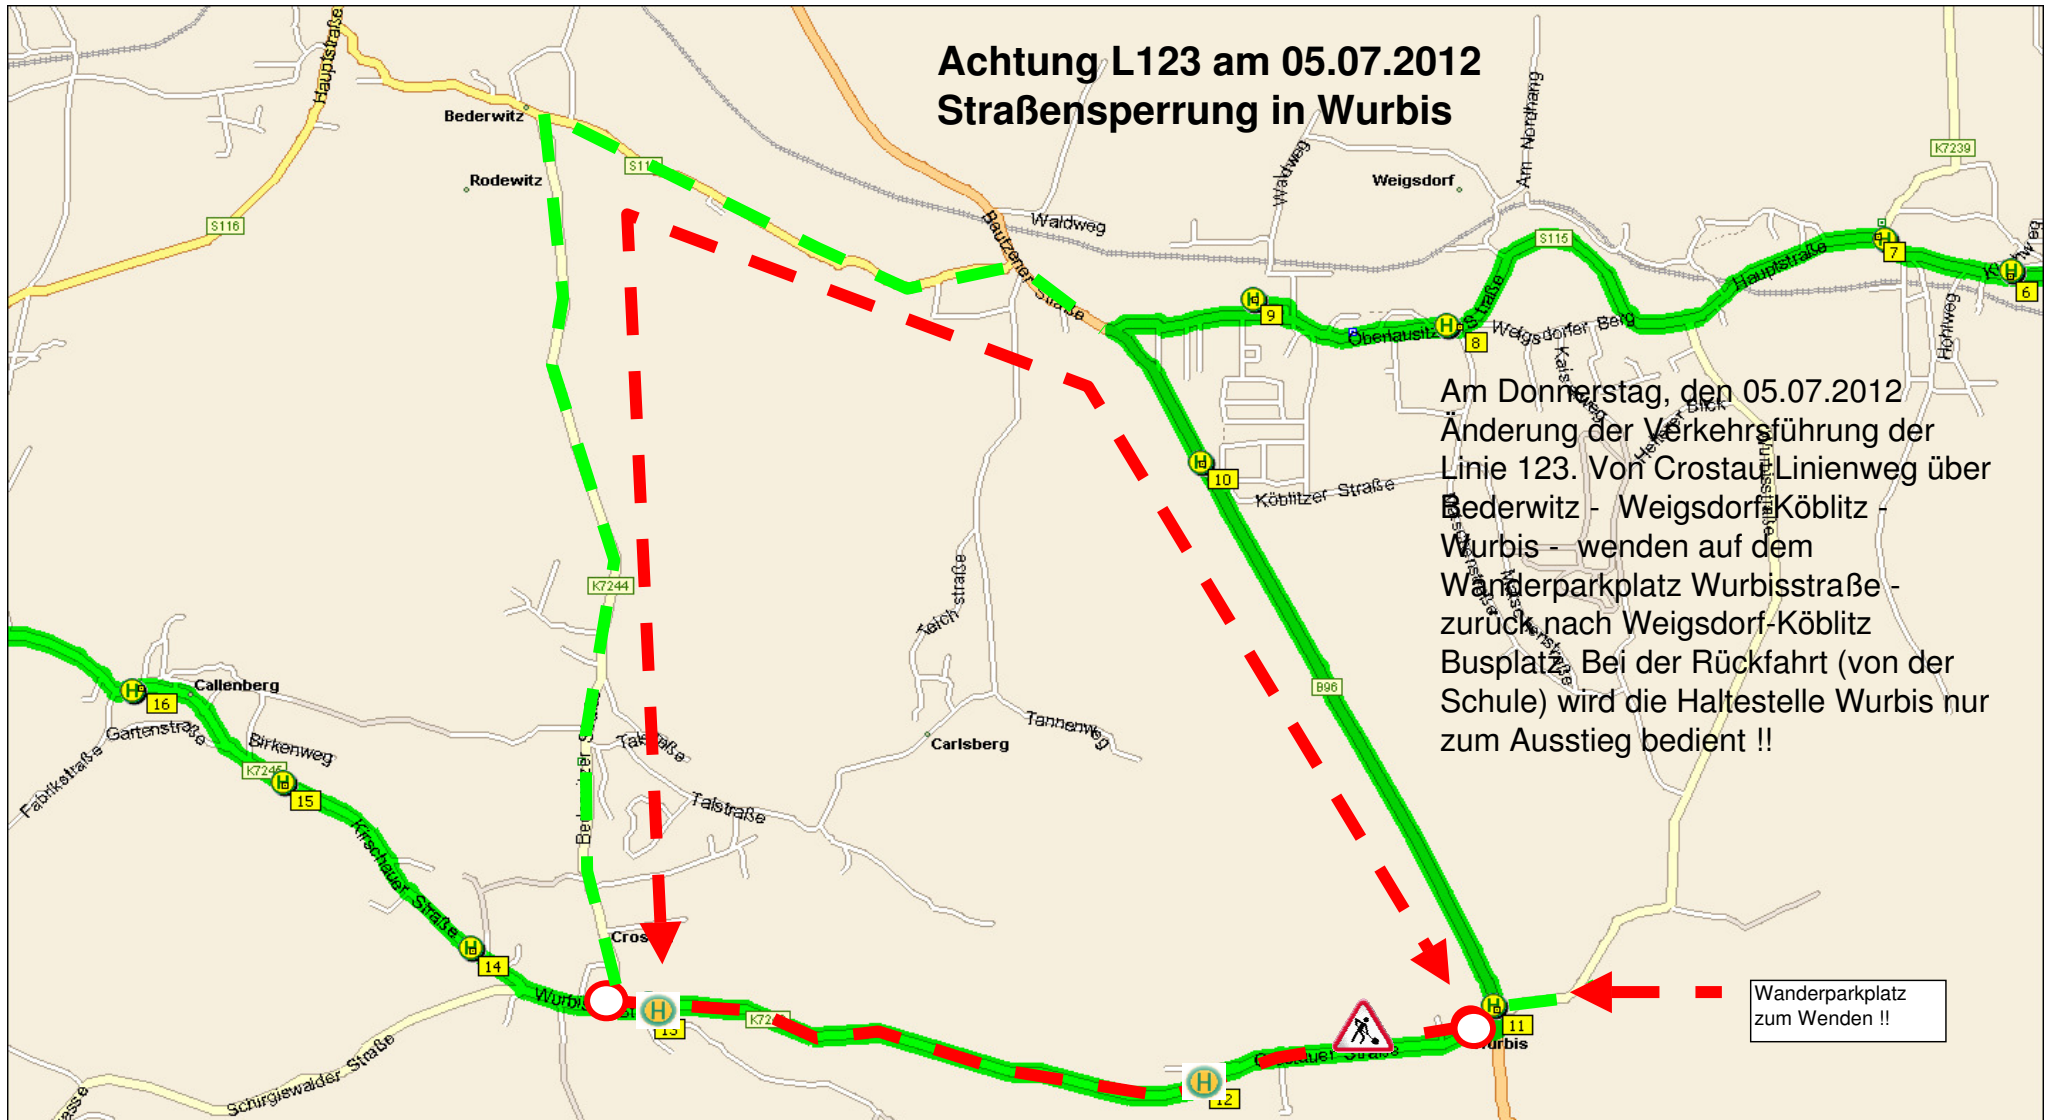 Achtung L123 am 05.07.2012
Straßensperrung in Wurbis
Hauptstraße
Bederwitz
Rodewitz
S116
Waldweg
Bautzener Straße
Waldweg
Weigsdorf
Am Nordhang
K7239
S115
Hauptstraße
7
6
9
8
Weigsdorfer Berg
Hohlweg
10
Köblitzer Straße
Am Donnerstag, den 05.07.2012
Änderung der Verkehrsführung der
Linie 123. Von Crostau Linienweg über
Bederwitz - Weigsdorf-Köblitz -
Wurbis - wenden auf dem
Wanderparkplatz Wurbisstraße -
zurück nach Weigsdorf-Köblitz
Busplatz. Bei der Rückfahrt (von der
Schule) wird die Haltestelle Wurbis nur
zum Ausstieg bedient !!
K7244
B96
Callenberg
16
Gartenstraße
Birkenweg
Fabrikstraße
15
Carlsberg
Tannenweg
Talstraße
Kirschauer Straße
14
13
12
11
Wurbis
Schirgiswalder Straße
Wanderparkplatz
zum Wenden !!